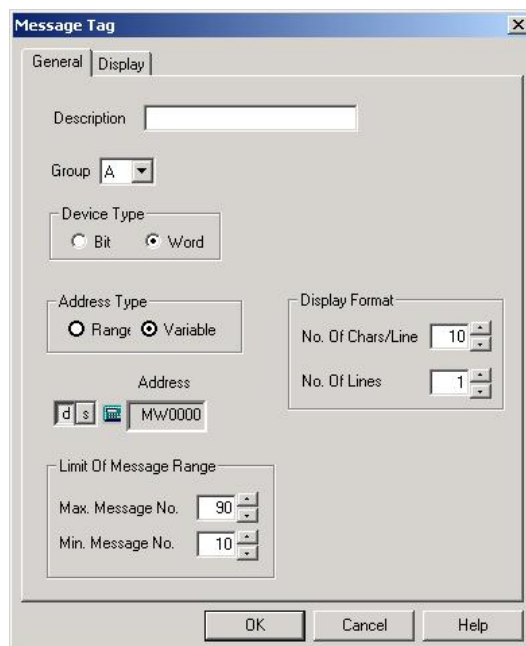 Message Tag
General Display
Description
Group A
Device Type
Bit Word
Address Type
Range Variable
Display Format
No. Of Chars/Line 10
No. Of Lines 1
Address
d s MW0000
Limit Of Message Range
Max. Message No. 90
Min. Message No. 10
OK Cancel Help